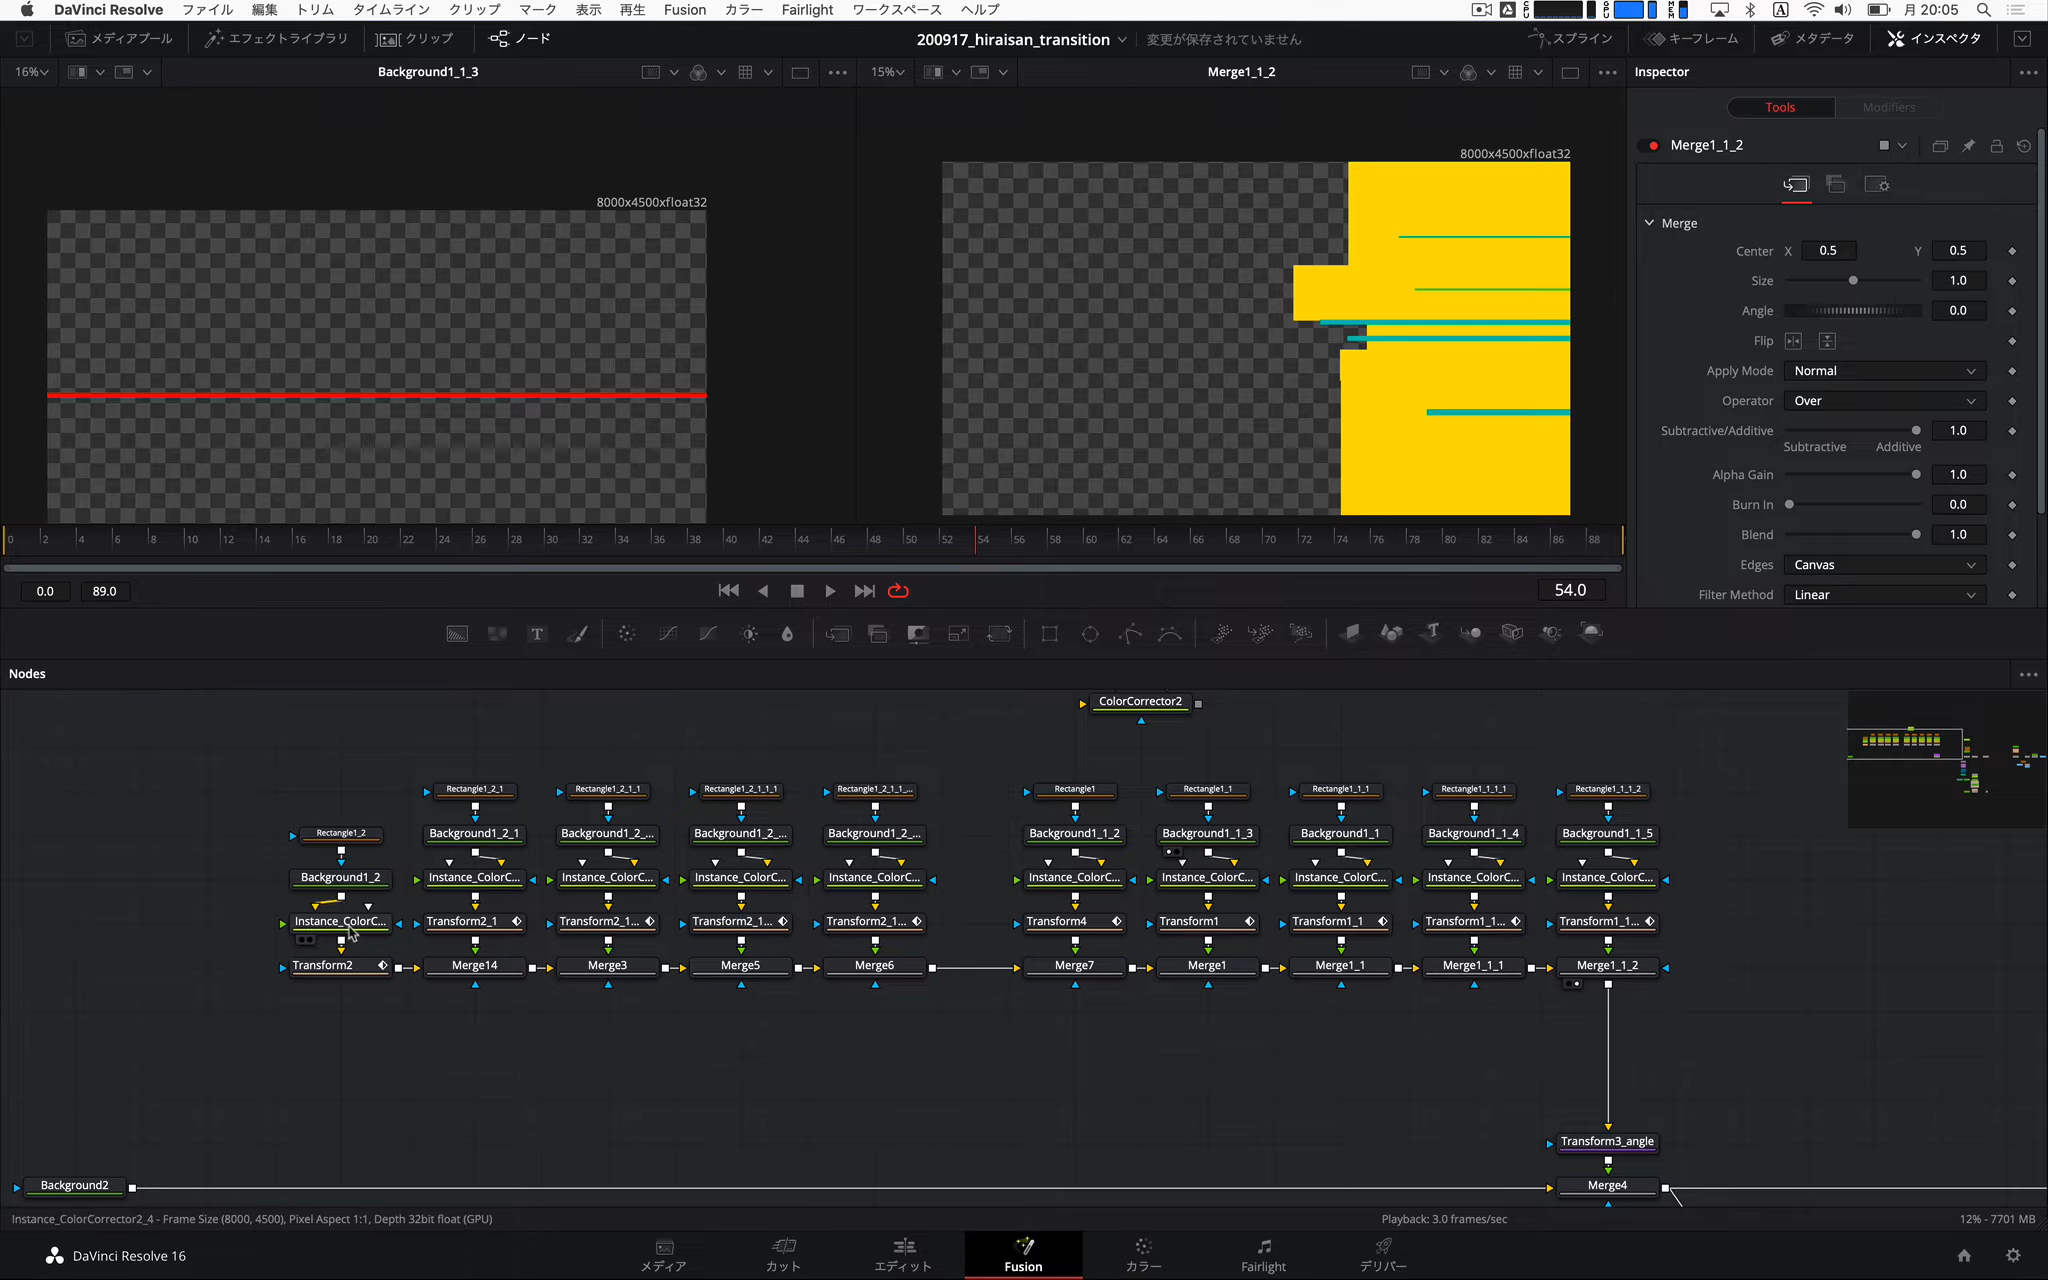 DaVinci Resolve ファイル 編集 トリム タイムライン クリップ マーク 表示 再生 Fusion カラー Fairlight ワークスペース ヘルプ 月 20:05
メディアプール エフェクトライブラリ クリップ ノード 200917_hiraisan_transition 変更が保存されていません スプライン キーフレーム メタデータ インスペクタ
16% Background1_1_3 15% Merge1_1_2 Inspector
Tools Modifiers
Merge1_1_2
8000x4500xfloat32
8000x4500xfloat32
Merge
Center X 0.5 Y 0.5
Size 1.0
Angle 0.0
Flip
Apply Mode Normal
Operator Over
Subtractive/Additive 1.0
Subtractive Additive
Alpha Gain 1.0
Burn In 0.0
Blend 1.0
Edges Canvas
Filter Method Linear
0 2 4 6 8 10 12 14 16 18 20 22 24 26 28 30 32 34 36 38 40 42 44 46 48 50 52 54 56 58 60 62 64 66 68 70 72 74 76 78 80 82 84 86 88
0.0 89.0 54.0
Nodes
ColorCorrector2
Rectangle1_2_1 Rectangle1_2_1_1 Rectangle1_2_1_1_1 Rectangle1_2_1_1_... Rectangle1 Rectangle1_1 Rectangle1_1_1 Rectangle1_1_1_1 Rectangle1_1_1_2
Rectangle1_2 Background1_2_1 Background1_2_... Background1_2_... Background1_2_... Background1_1_2 Background1_1_3 Background1_1 Background1_1_4 Background1_1_5
Background1_2 Instance_ColorC... Instance_ColorC... Instance_ColorC... Instance_ColorC... Instance_ColorC... Instance_ColorC... Instance_ColorC... Instance_ColorC... Instance_ColorC...
Instance_ColorC... Transform2_1 Transform2_1... Transform2_1... Transform2_1... Transform4 Transform1 Transform1_1 Transform1_1... Transform1_1...
Transform2 Merge14 Merge3 Merge5 Merge6 Merge7 Merge1 Merge1_1 Merge1_1_1 Merge1_1_2
Transform3_angle
Background2 Merge4
Instance_ColorCorrector2_4 - Frame Size (8000, 4500), Pixel Aspect 1:1, Depth 32bit float (GPU) Playback: 3.0 frames/sec 12% - 7701 MB
DaVinci Resolve 16 メディア カット エディット Fusion カラー Fairlight デリバー